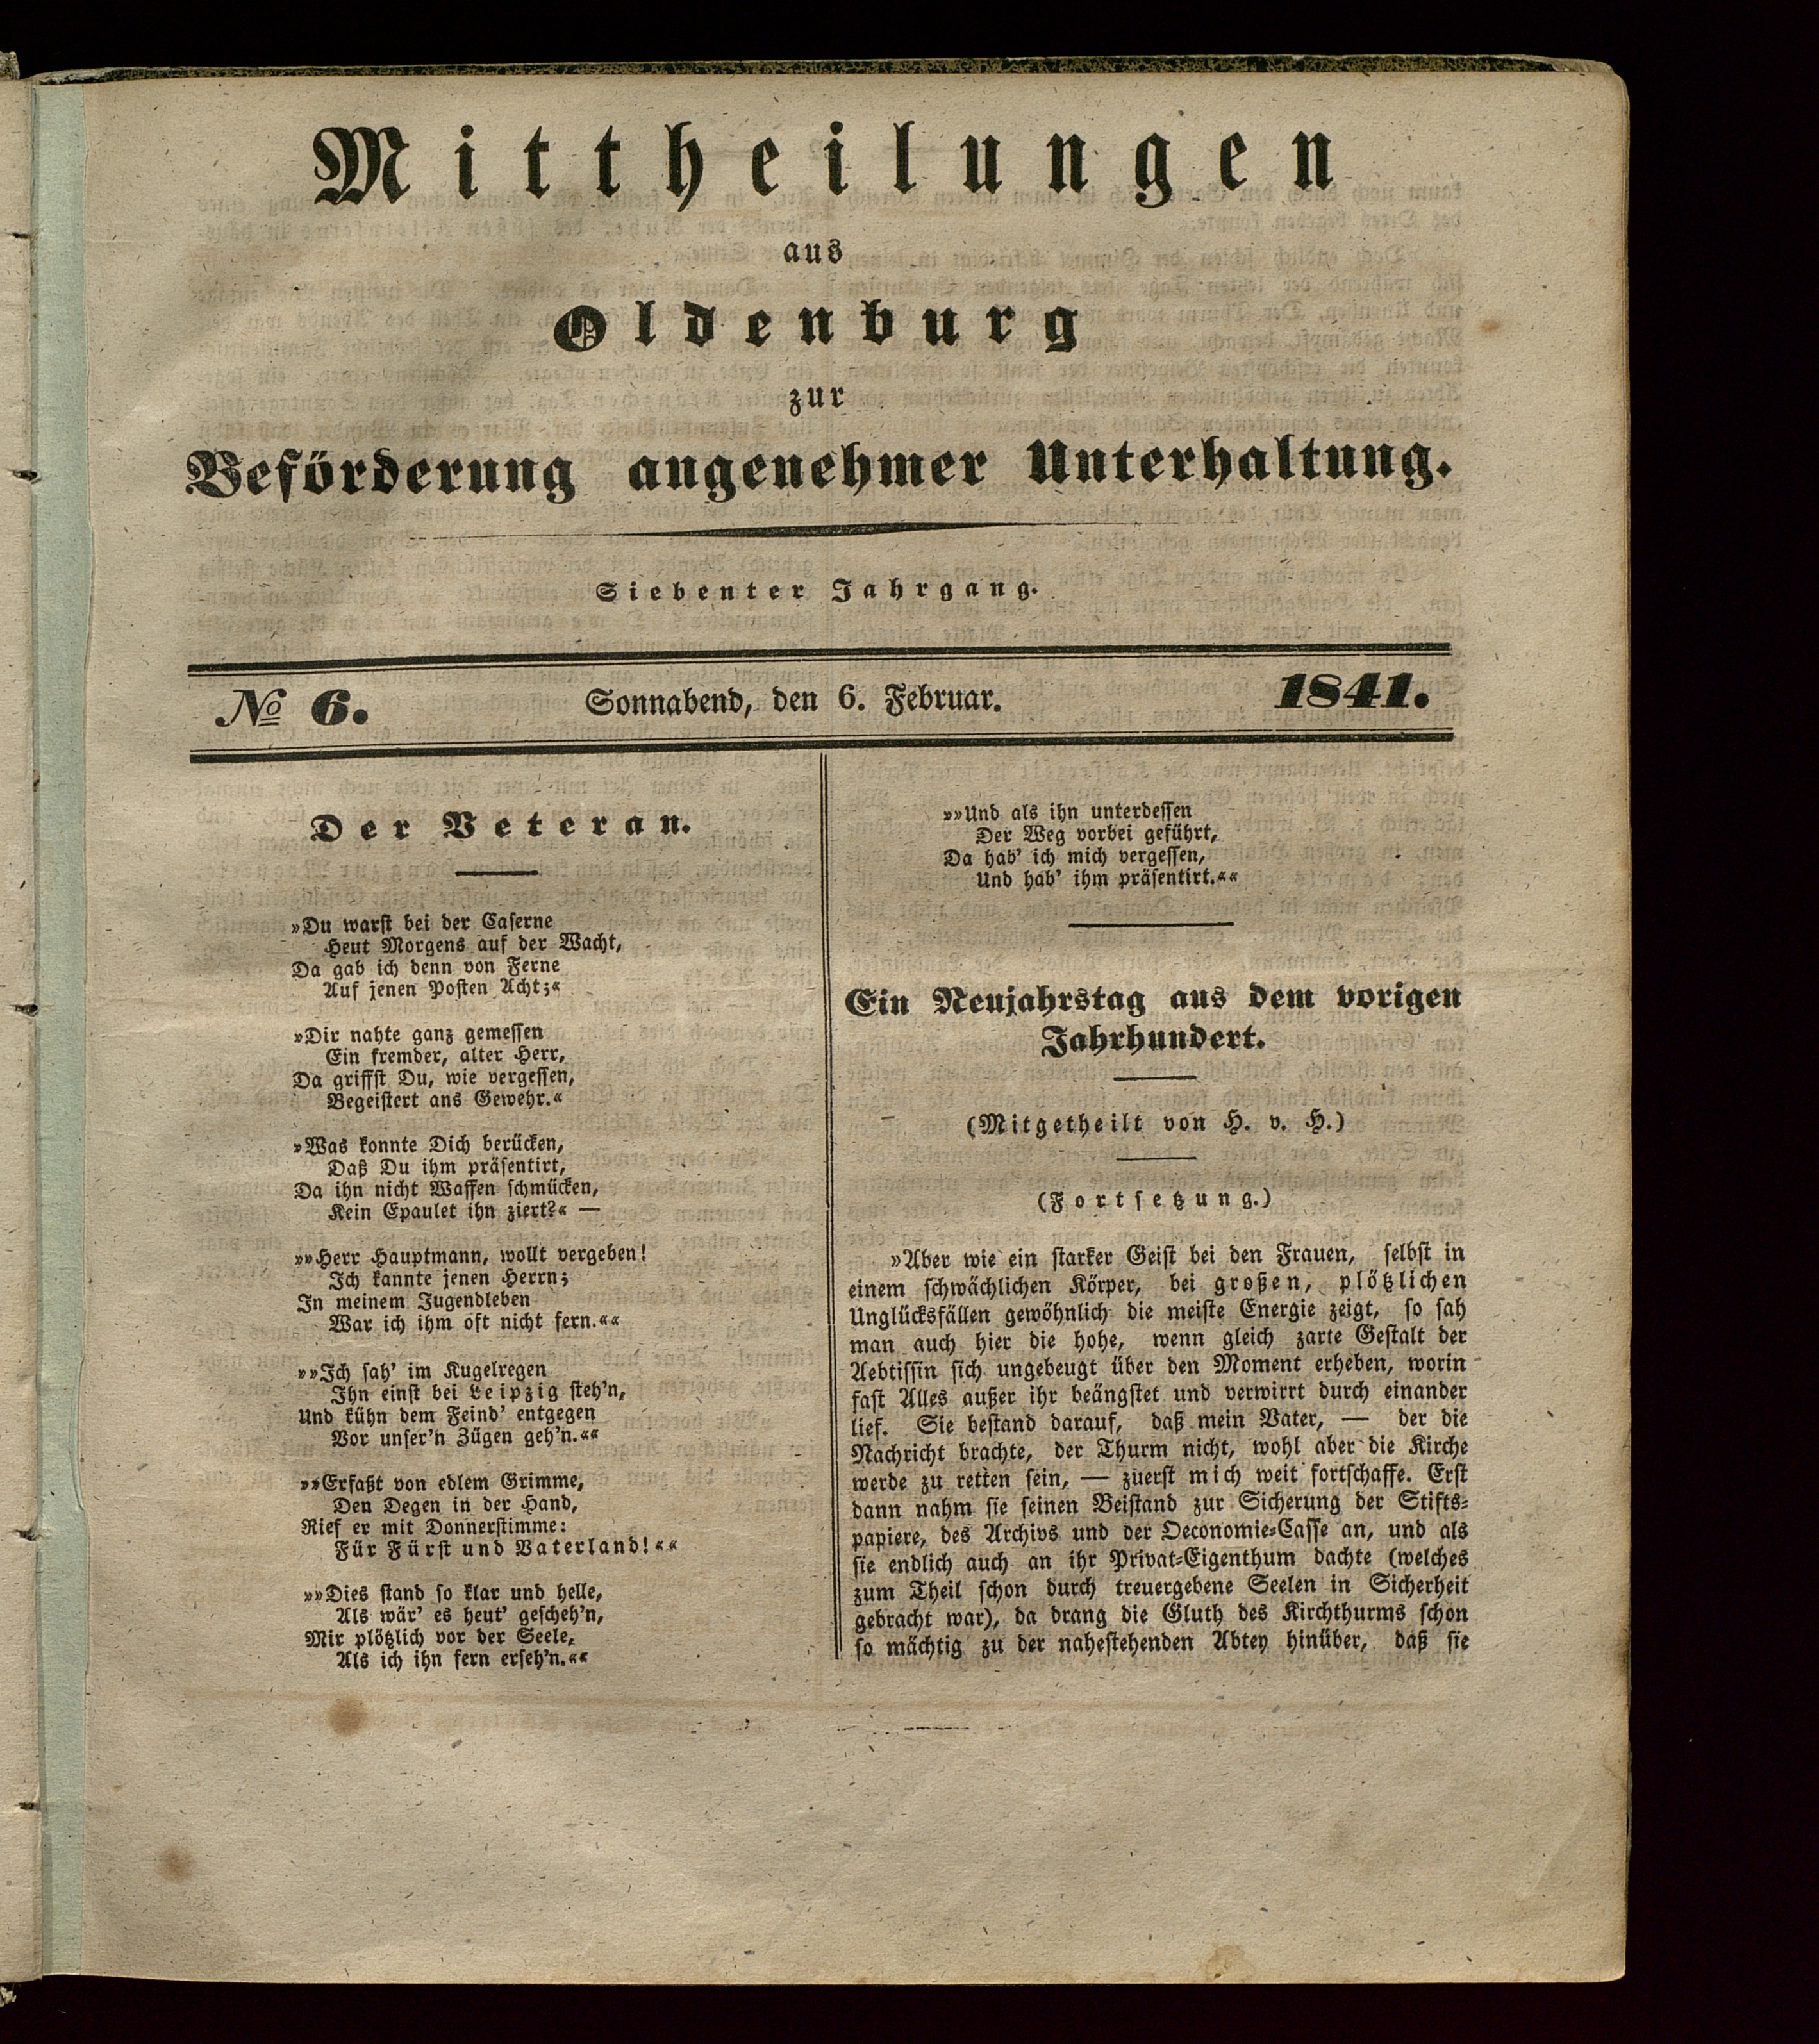 Mittheilungen
aus
Oldenburg
zur
Beförderung angenehmer Unterhaltung.
Siebenter Jahrgang.
№ 6. Sonnabend, den 6. Februar. 1841.
Der Veteran.
»Du warst bei der Caserne
Heut Morgens auf der Wacht,
Da gab ich denn von Ferne
Auf jenen Posten Acht;«
»Dir nahte ganz gemessen
Ein fremder, alter Herr,
Da griffst Du, wie vergessen,
Begeistert ans Gewehr.«
»Was konnte Dich berücken,
Daß Du ihm präsentirt,
Da ihn nicht Waffen schmücken,
Kein Epaulet ihn ziert?« —
»»Herr Hauptmann, wollt vergeben!
Ich kannte jenen Herrn;
In meinem Jugendleben
War ich ihm oft nicht fern.««
»»Ich sah' im Kugelregen
Ihn einst bei Leipzig steh'n,
Und kühn dem Feind' entgegen
Vor unser'n Zügen geh'n.««
»»Erfaßt von edlem Grimme,
Den Degen in der Hand,
Rief er mit Donnerstimme:
Für Fürst und Vaterland!««
»»Dies stand so klar und helle,
Als wär' es heut' gescheh'n,
Mir plötzlich vor der Seele,
Als ich ihn fern erseh'n.««
»»Und als ihn unterdessen
Der Weg vorbei geführt,
Da hab' ich mich vergessen,
Und hab' ihm präsentirt.««
Ein Neujahrstag aus dem vorigen
Jahrhundert.
(Mitgetheilt von H. v. H.)
(Fortsetzung.)
»Aber wie ein starker Geist bei den Frauen, selbst in
einem schwächlichen Körper, bei großen, plötzlichen
Unglücksfällen gewöhnlich die meiste Energie zeigt, so sah
man auch hier die hohe, wenn gleich zarte Gestalt der
Aebtissin sich ungebeugt über den Moment erheben, worin
fast Alles außer ihr beängstet und verwirrt durch einander
lief. Sie bestand darauf, daß mein Vater, — der die
Nachricht brachte, der Thurm nicht, wohl aber die Kirche
werde zu retten sein, — zuerst mich weit fortschaffe. Erst
dann nahm sie seinen Beistand zur Sicherung der Stifts-
papiere, des Archivs und der Oeconomie-Casse an, und als
sie endlich auch an ihr Privat-Eigenthum dachte (welches
zum Theil schon durch treuergebene Seelen in Sicherheit
gebracht war), da drang die Gluth des Kirchthurms schon
so mächtig zu der nahestehenden Abtey hinüber, daß sie